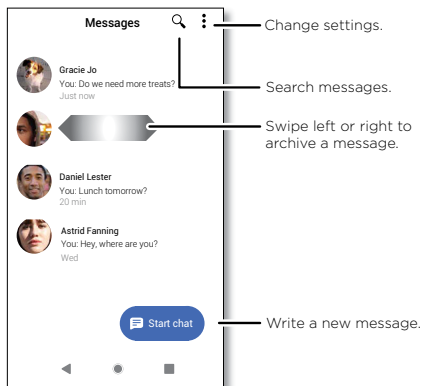 Messages
Change settings.
Gracie Jo
You: Do we need more treats?
Just now
Search messages.
Swipe left or right to
archive a message.
Daniel Lester
You: Lunch tomorrow?
20 min
Astrid Fanning
You: Hey, where are you?
Wed
Start chat
Write a new message.